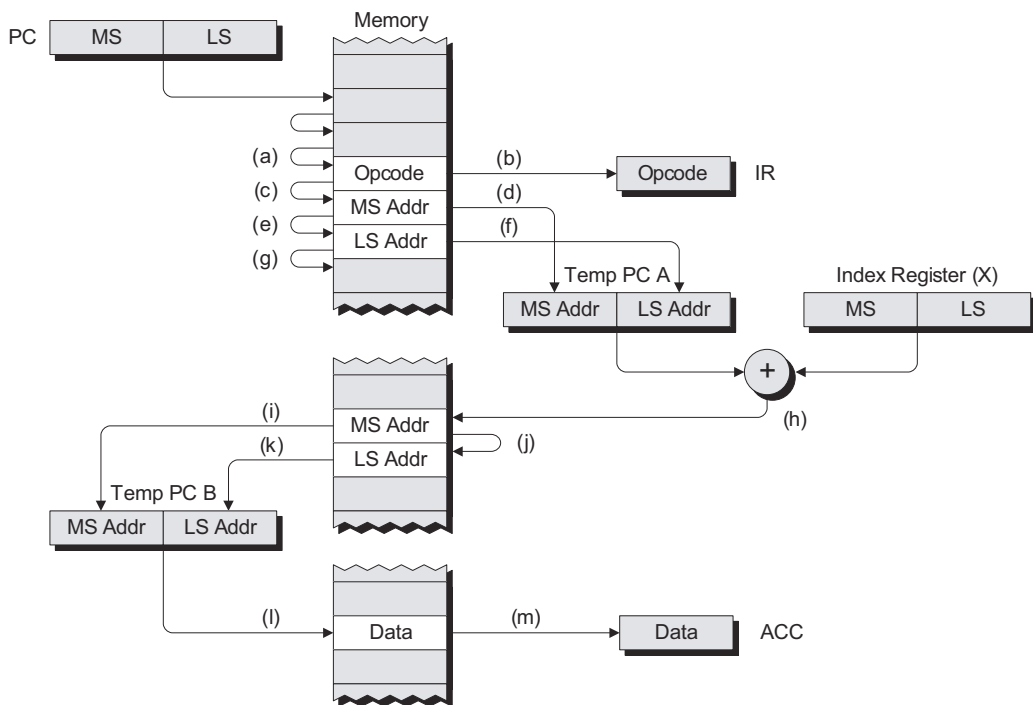 Memory
PC
MS LS
(a)
(b)
Opcode
Opcode
IR
(c)
(d)
MS Addr
(e)
(f)
LS Addr
(g)
Temp PC A
Index Register (X)
MS Addr LS Addr
MS LS
+
(h)
(i)
MS Addr
(j)
(k)
LS Addr
Temp PC B
MS Addr LS Addr
(l)
Data
(m)
Data
ACC